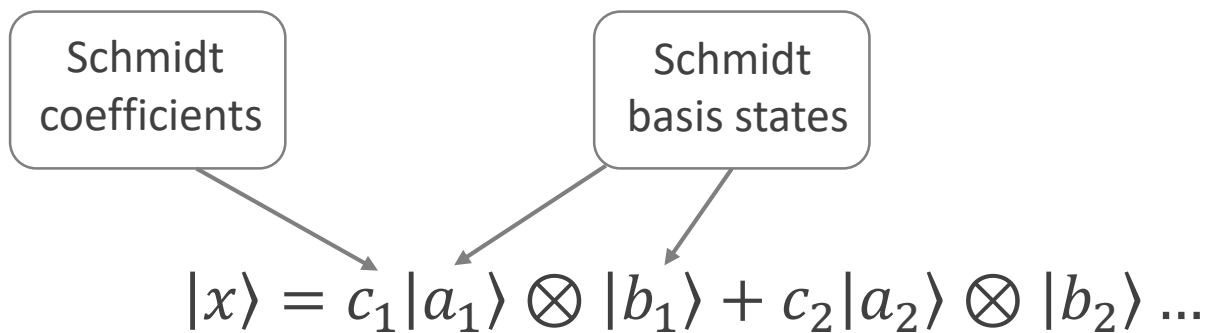 Schmidt
coefficients
Schmidt
basis states
|x⟩ = c₁|a₁⟩ ⊗ |b₁⟩ + c₂|a₂⟩ ⊗ |b₂⟩ ...